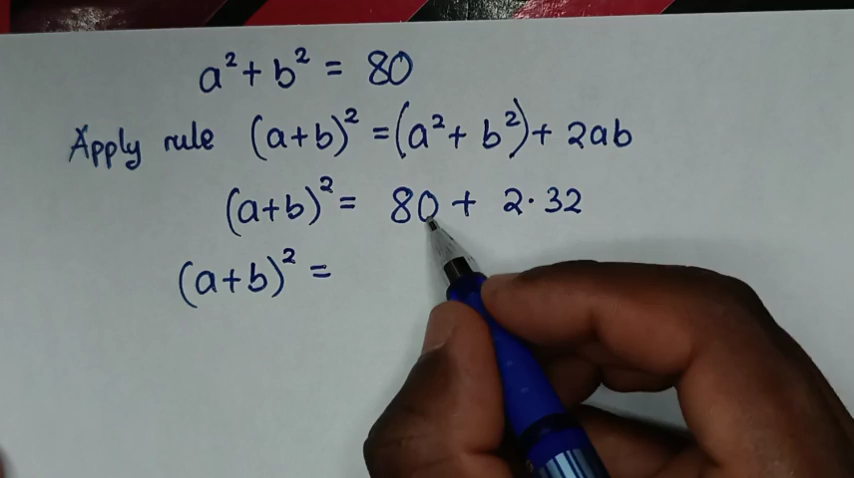 a² + b² = 80
Apply rule (a+b)² = (a² + b²) + 2ab
(a+b)² = 80 + 2·32
(a+b)² =